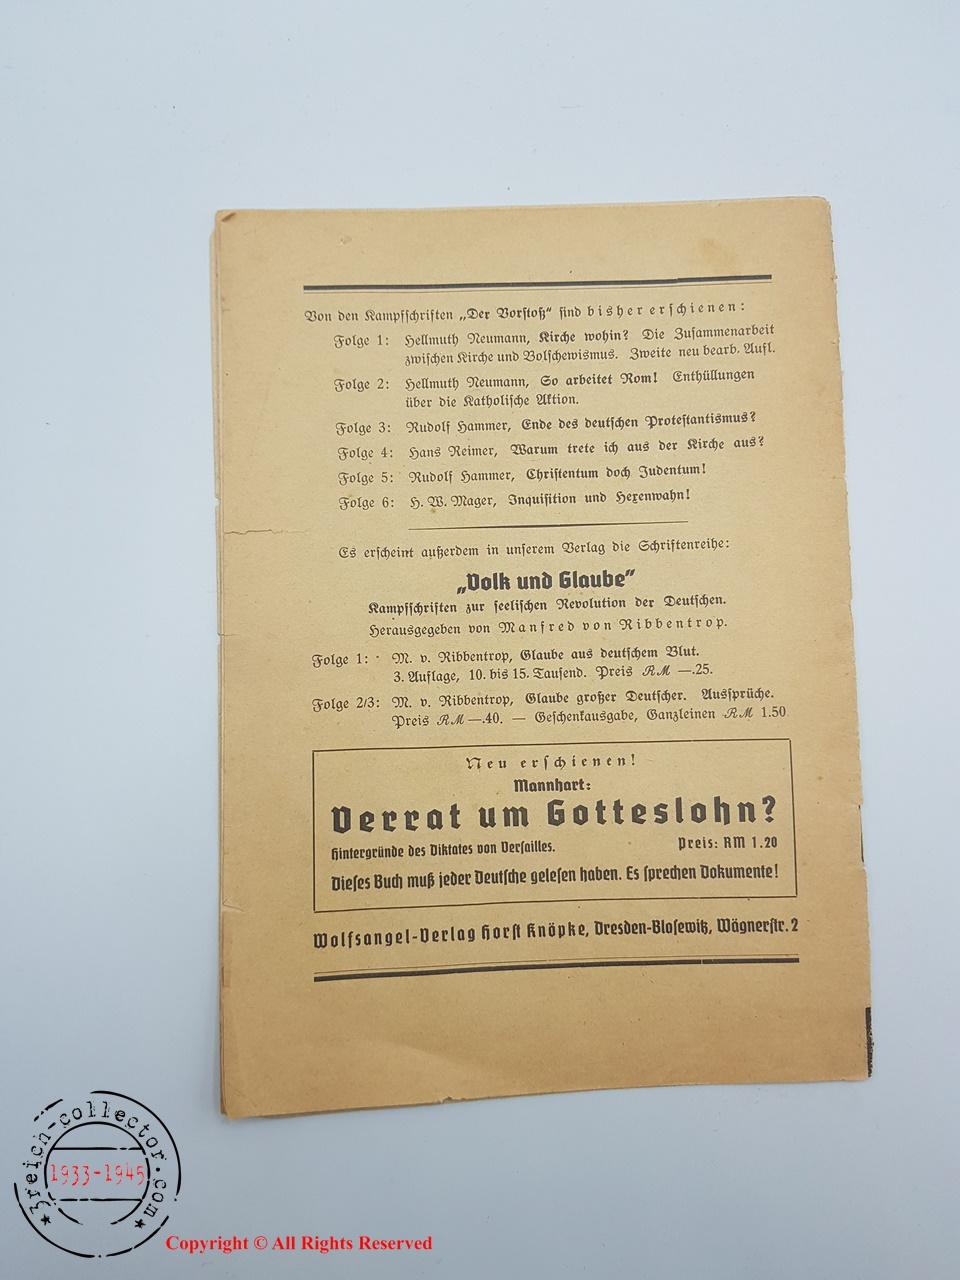 Von den Kampfschriften „Der Vorstoß“ sind bisher erschienen:
Folge 1: Hellmuth Neumann, Kirche wohin? Die Zusammenarbeit
zwischen Kirche und Bolschewismus. Zweite neu bearb. Aufl.
Folge 2: Hellmuth Neumann, So arbeitet Rom! Enthüllungen
über die Katholische Aktion.
Folge 3: Rudolf Hammer, Ende des deutschen Protestantismus?
Folge 4: Hans Reimer, Warum trete ich aus der Kirche aus?
Folge 5: Rudolf Hammer, Christentum doch Judentum!
Folge 6: H. W. Mager, Inquisition und Hexenwahn!
Es erscheint außerdem in unserem Verlag die Schriftenreihe:
„Volk und Glaube“
Kampfschriften zur seelischen Revolution der Deutschen.
Herausgegeben von Manfred von Ribbentrop.
Folge 1: M. v. Ribbentrop, Glaube aus deutschem Blut.
3. Auflage, 10. bis 15. Tausend. Preis RM —.25.
Folge 2/3: M. v. Ribbentrop, Glaube großer Deutscher. Aussprüche.
Preis RM —.40. — Geschenkausgabe, Ganzleinen RM 1.50
Neu erschienen!
Mannhart:
Verrat um Gotteslohn?
Hintergründe des Diktates von Versailles. Preis: RM 1.20
Dieses Buch muß jeder Deutsche gelesen haben. Es sprechen Dokumente!
Wolfsangel-Verlag Horst Knöpke, Dresden-Blasewitz, Wägnerstr. 2
3reich-collector.com
1933-1945
Copyright © All Rights Reserved